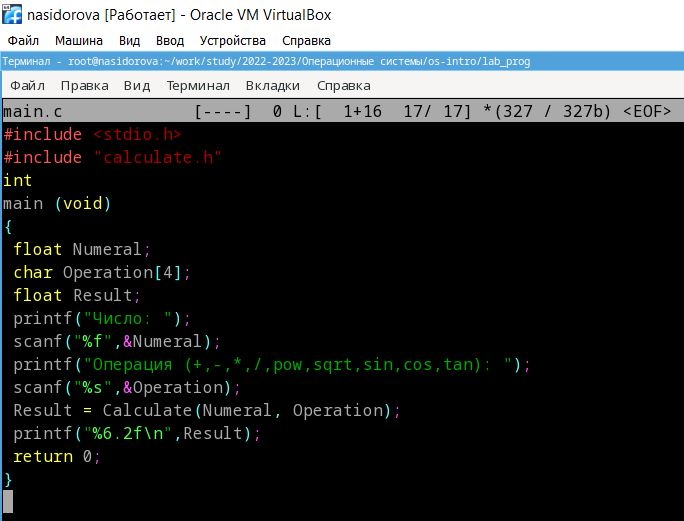 nasidorova [Работает] - Oracle VM VirtualBox
Файл Машина Вид Ввод Устройства Справка
Терминал - root@nasidorova:~/work/study/2022-2023/Операционные системы/os-intro/lab_prog
Файл Правка Вид Терминал Вкладки Справка
main.c [----] 0 L:[ 1+16 17/ 17] *(327 / 327b) <EOF>
#include <stdio.h>
#include "calculate.h"
int
main (void)
{
float Numeral;
char Operation[4];
float Result;
printf("Число: ");
scanf("%f",&Numeral);
printf("Операция (+,-,*,/,pow,sqrt,sin,cos,tan): ");
scanf("%s",&Operation);
Result = Calculate(Numeral, Operation);
printf("%6.2f\n",Result);
return 0;
}